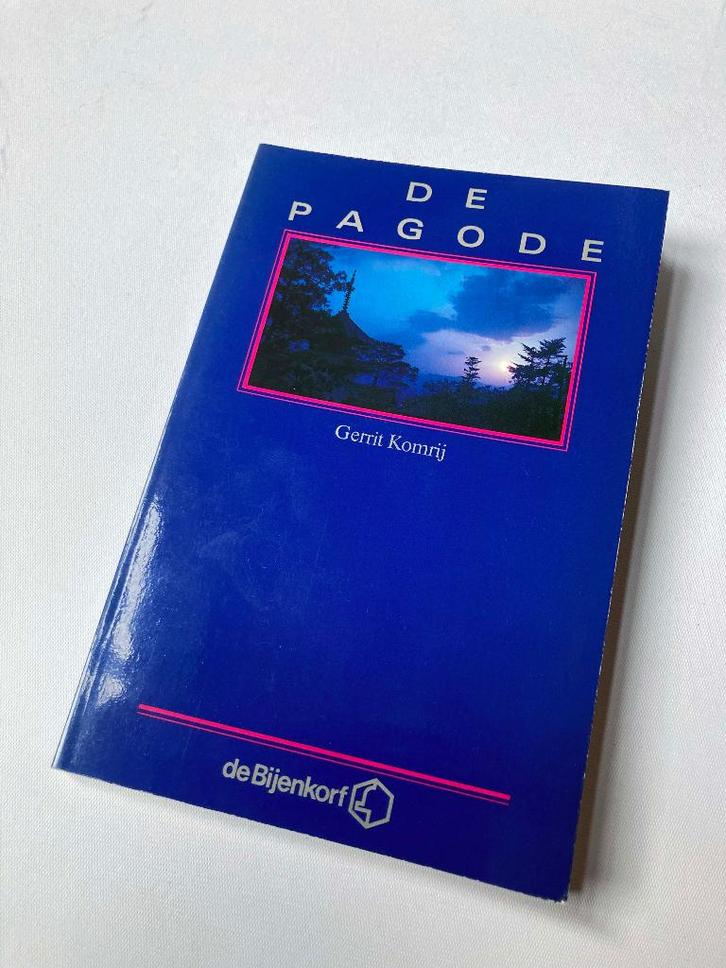 DE
PAGODE
Gerrit Komrij
de Bijenkorf